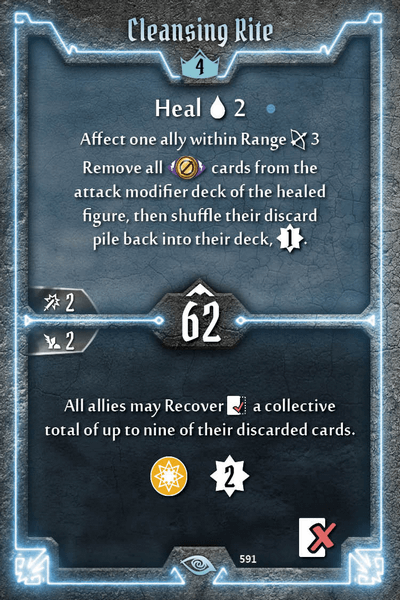 Cleansing Rite
4
Heal 2
Affect one ally within Range 3
Remove all cards from the
attack modifier deck of the healed
figure, then shuffle their discard
pile back into their deck, 1.
2
62
2
All allies may Recover a collective
total of up to nine of their discarded cards.
2
591